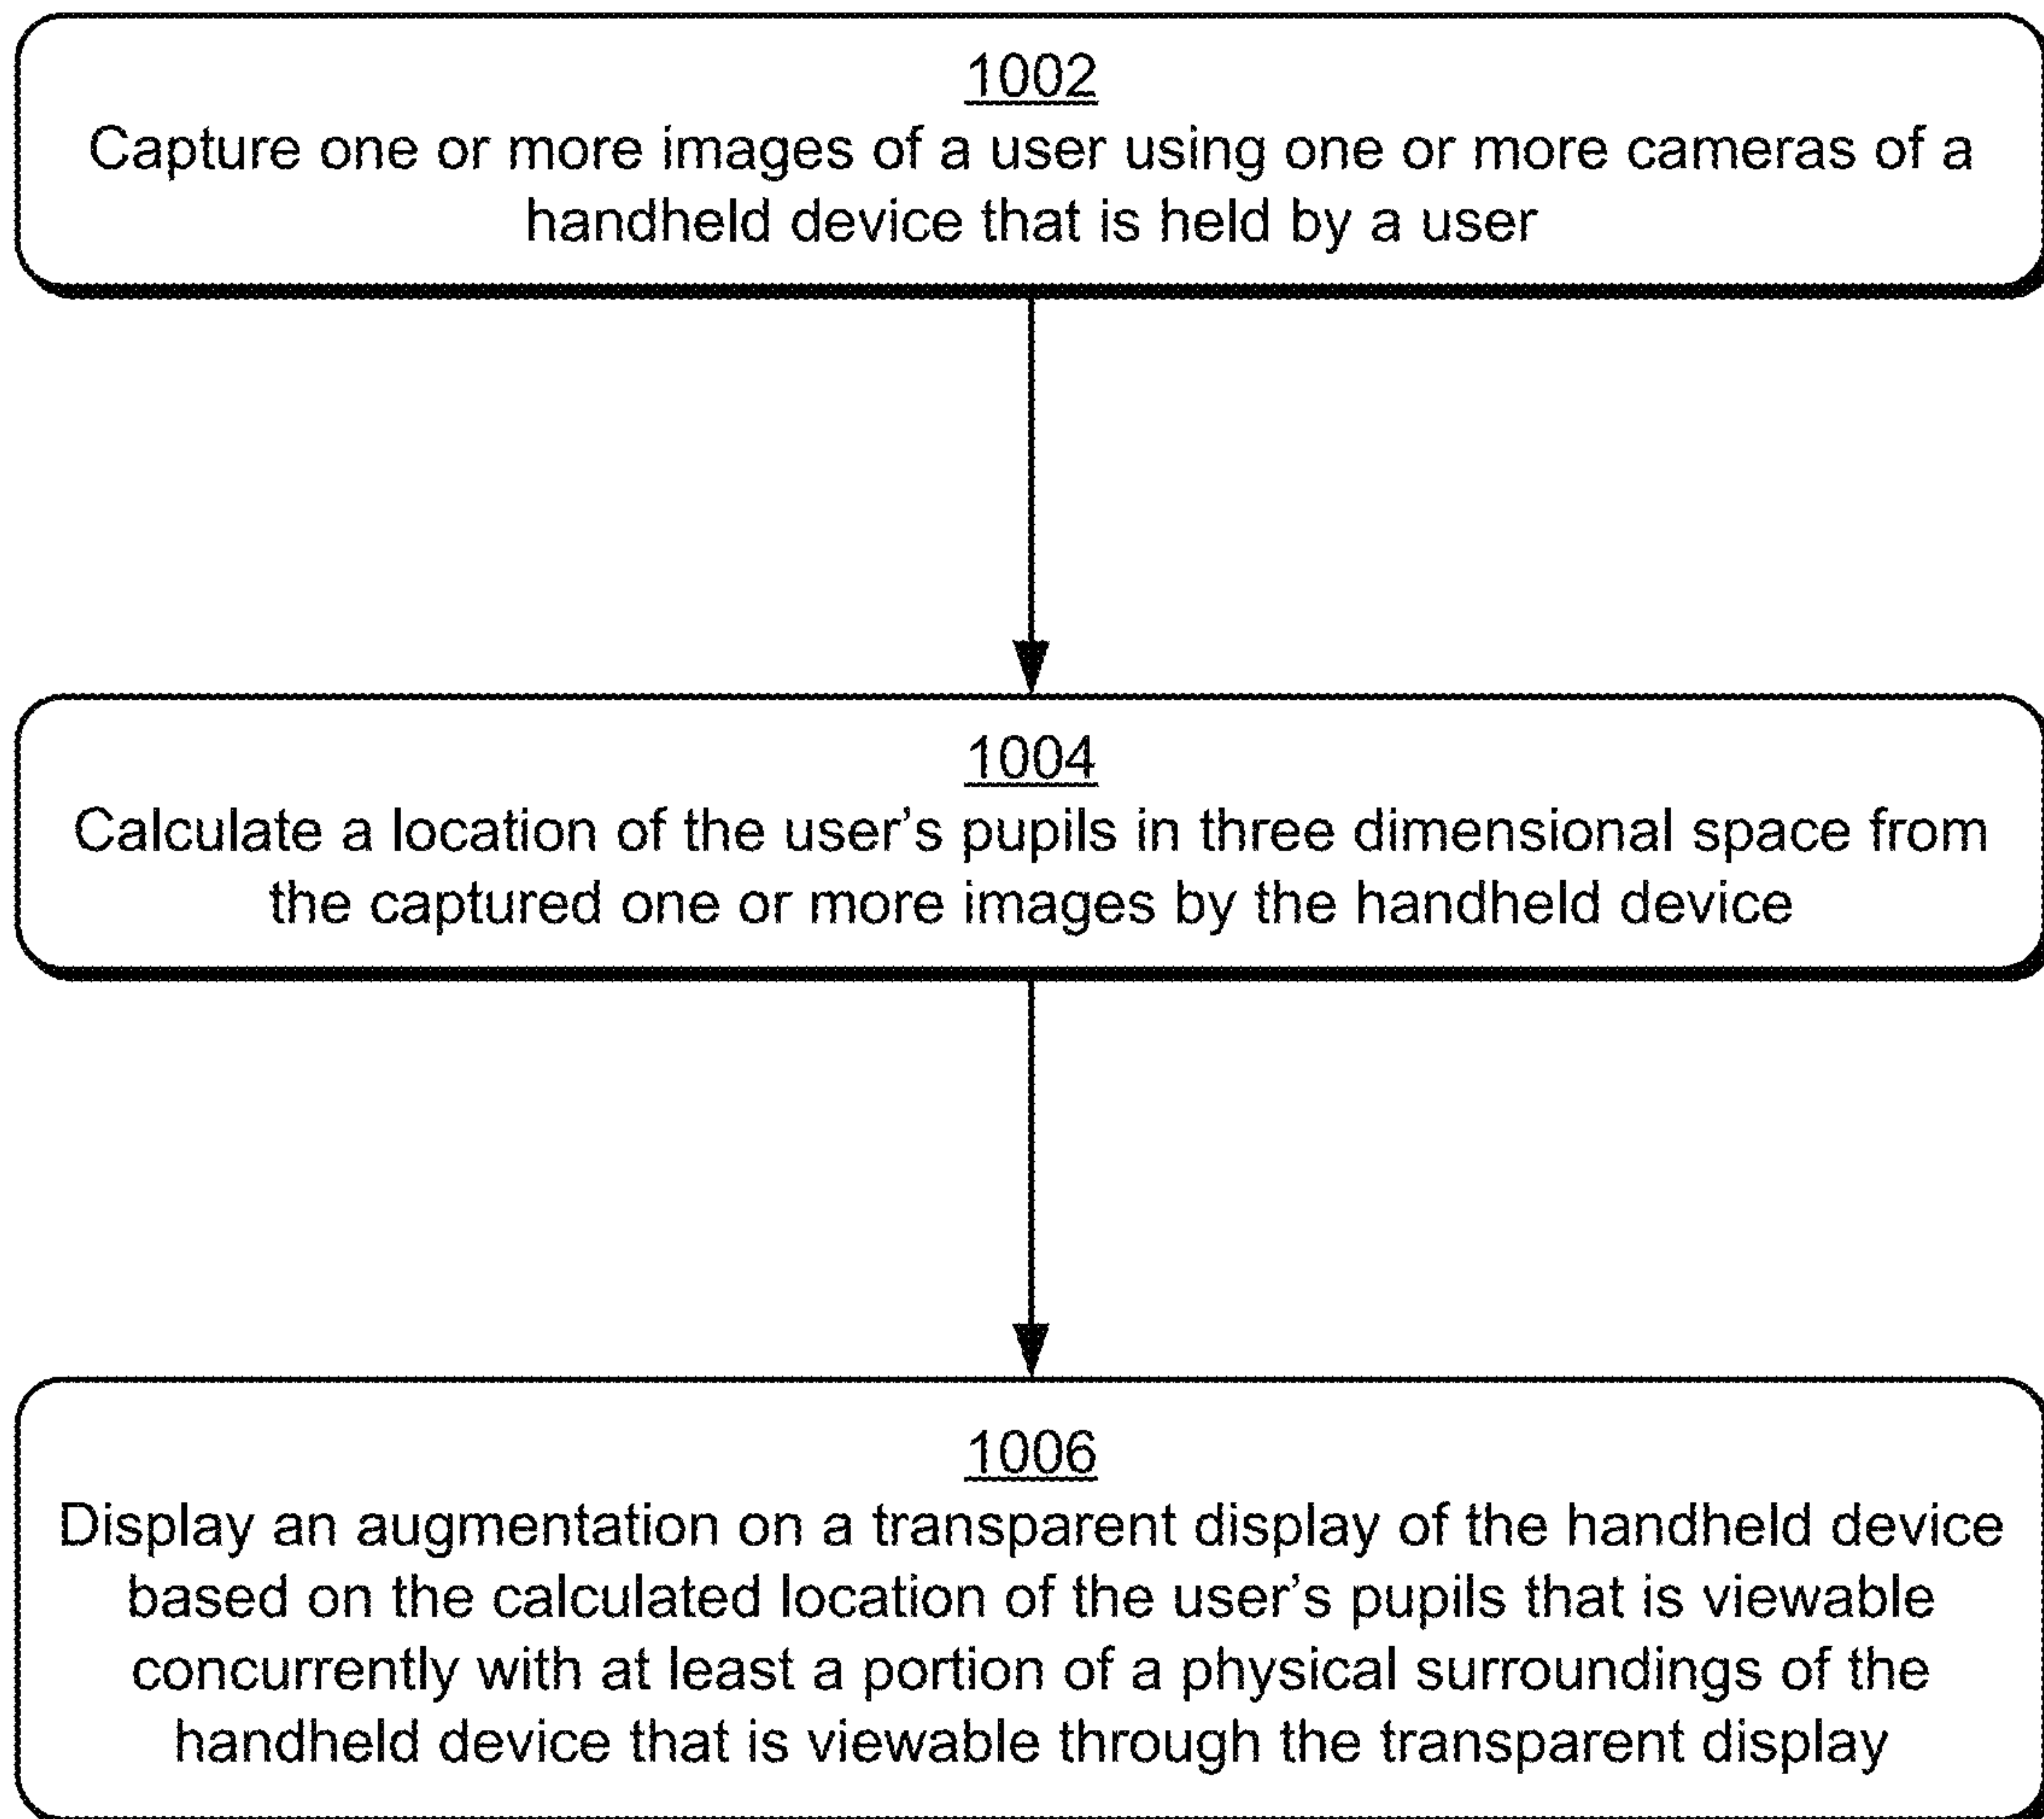 1002
Capture one or more images of a user using one or more cameras of a
handheld device that is held by a user
1004
Calculate a location of the user's pupils in three dimensional space from
the captured one or more images by the handheld device
1006
Display an augmentation on a transparent display of the handheld device
based on the calculated location of the user's pupils that is viewable
concurrently with at least a portion of a physical surroundings of the
handheld device that is viewable through the transparent display